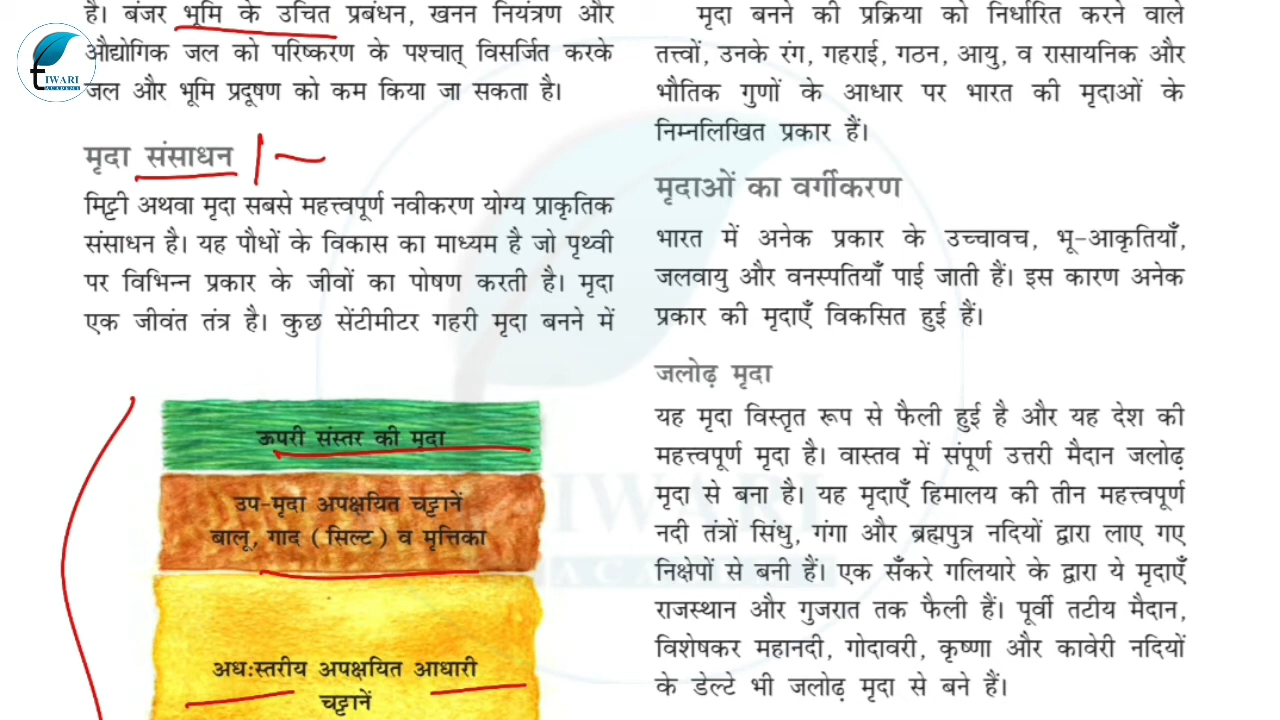 है। बंजर भूमि के उचित प्रबंधन, खनन नियंत्रण और
औद्योगिक जल को परिष्करण के पश्चात् विसर्जित करके
जल और भूमि प्रदूषण को कम किया जा सकता है।
tIWARI
ACADEMY
मृदा संसाधन
मिट्टी अथवा मृदा सबसे महत्त्वपूर्ण नवीकरण योग्य प्राकृतिक
संसाधन है। यह पौधों के विकास का माध्यम है जो पृथ्वी
पर विभिन्न प्रकार के जीवों का पोषण करती है। मृदा
एक जीवंत तंत्र है। कुछ सेंटीमीटर गहरी मृदा बनने में
ऊपरी संस्तर की मृदा
उप-मृदा अपक्षयित चट्टानें
बालू, गाद (सिल्ट) व मृत्तिका
अधःस्तरीय अपक्षयित आधारी
चट्टानें
मृदा बनने की प्रक्रिया को निर्धारित करने वाले
तत्त्वों, उनके रंग, गहराई, गठन, आयु, व रासायनिक और
भौतिक गुणों के आधार पर भारत की मृदाओं के
निम्नलिखित प्रकार हैं।
मृदाओं का वर्गीकरण
भारत में अनेक प्रकार के उच्चावच, भू-आकृतियाँ,
जलवायु और वनस्पतियाँ पाई जाती हैं। इस कारण अनेक
प्रकार की मृदाएँ विकसित हुई हैं।
जलोढ़ मृदा
यह मृदा विस्तृत रूप से फैली हुई है और यह देश की
महत्त्वपूर्ण मृदा है। वास्तव में संपूर्ण उत्तरी मैदान जलोढ़
मृदा से बना है। यह मृदाएँ हिमालय की तीन महत्त्वपूर्ण
नदी तंत्रों सिंधु, गंगा और ब्रह्मपुत्र नदियों द्वारा लाए गए
निक्षेपों से बनी हैं। एक सँकरे गलियारे के द्वारा ये मृदाएँ
राजस्थान और गुजरात तक फैली हैं। पूर्वी तटीय मैदान,
विशेषकर महानदी, गोदावरी, कृष्णा और कावेरी नदियों
के डेल्टे भी जलोढ़ मृदा से बने हैं।